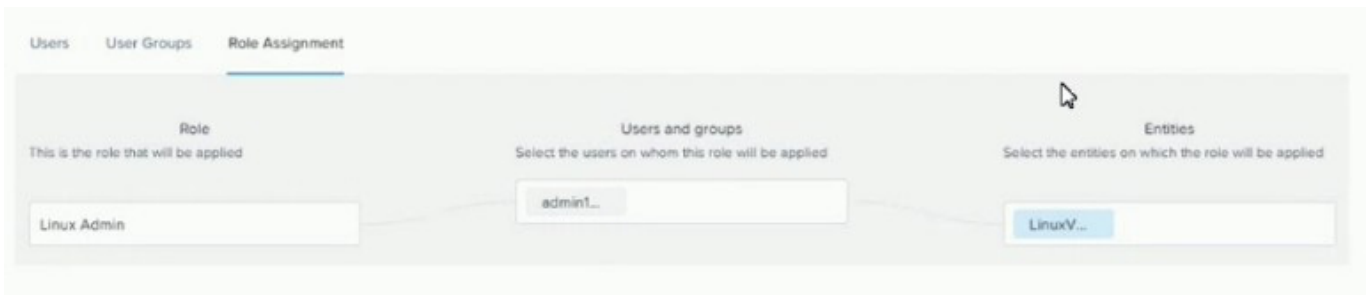 Users User Groups Role Assignment
Role
This is the role that will be applied
Linux Admin
Users and groups
Select the users on whom this role will be applied
admin1...
Entities
Select the entities on which the role will be applied
LinuxV...